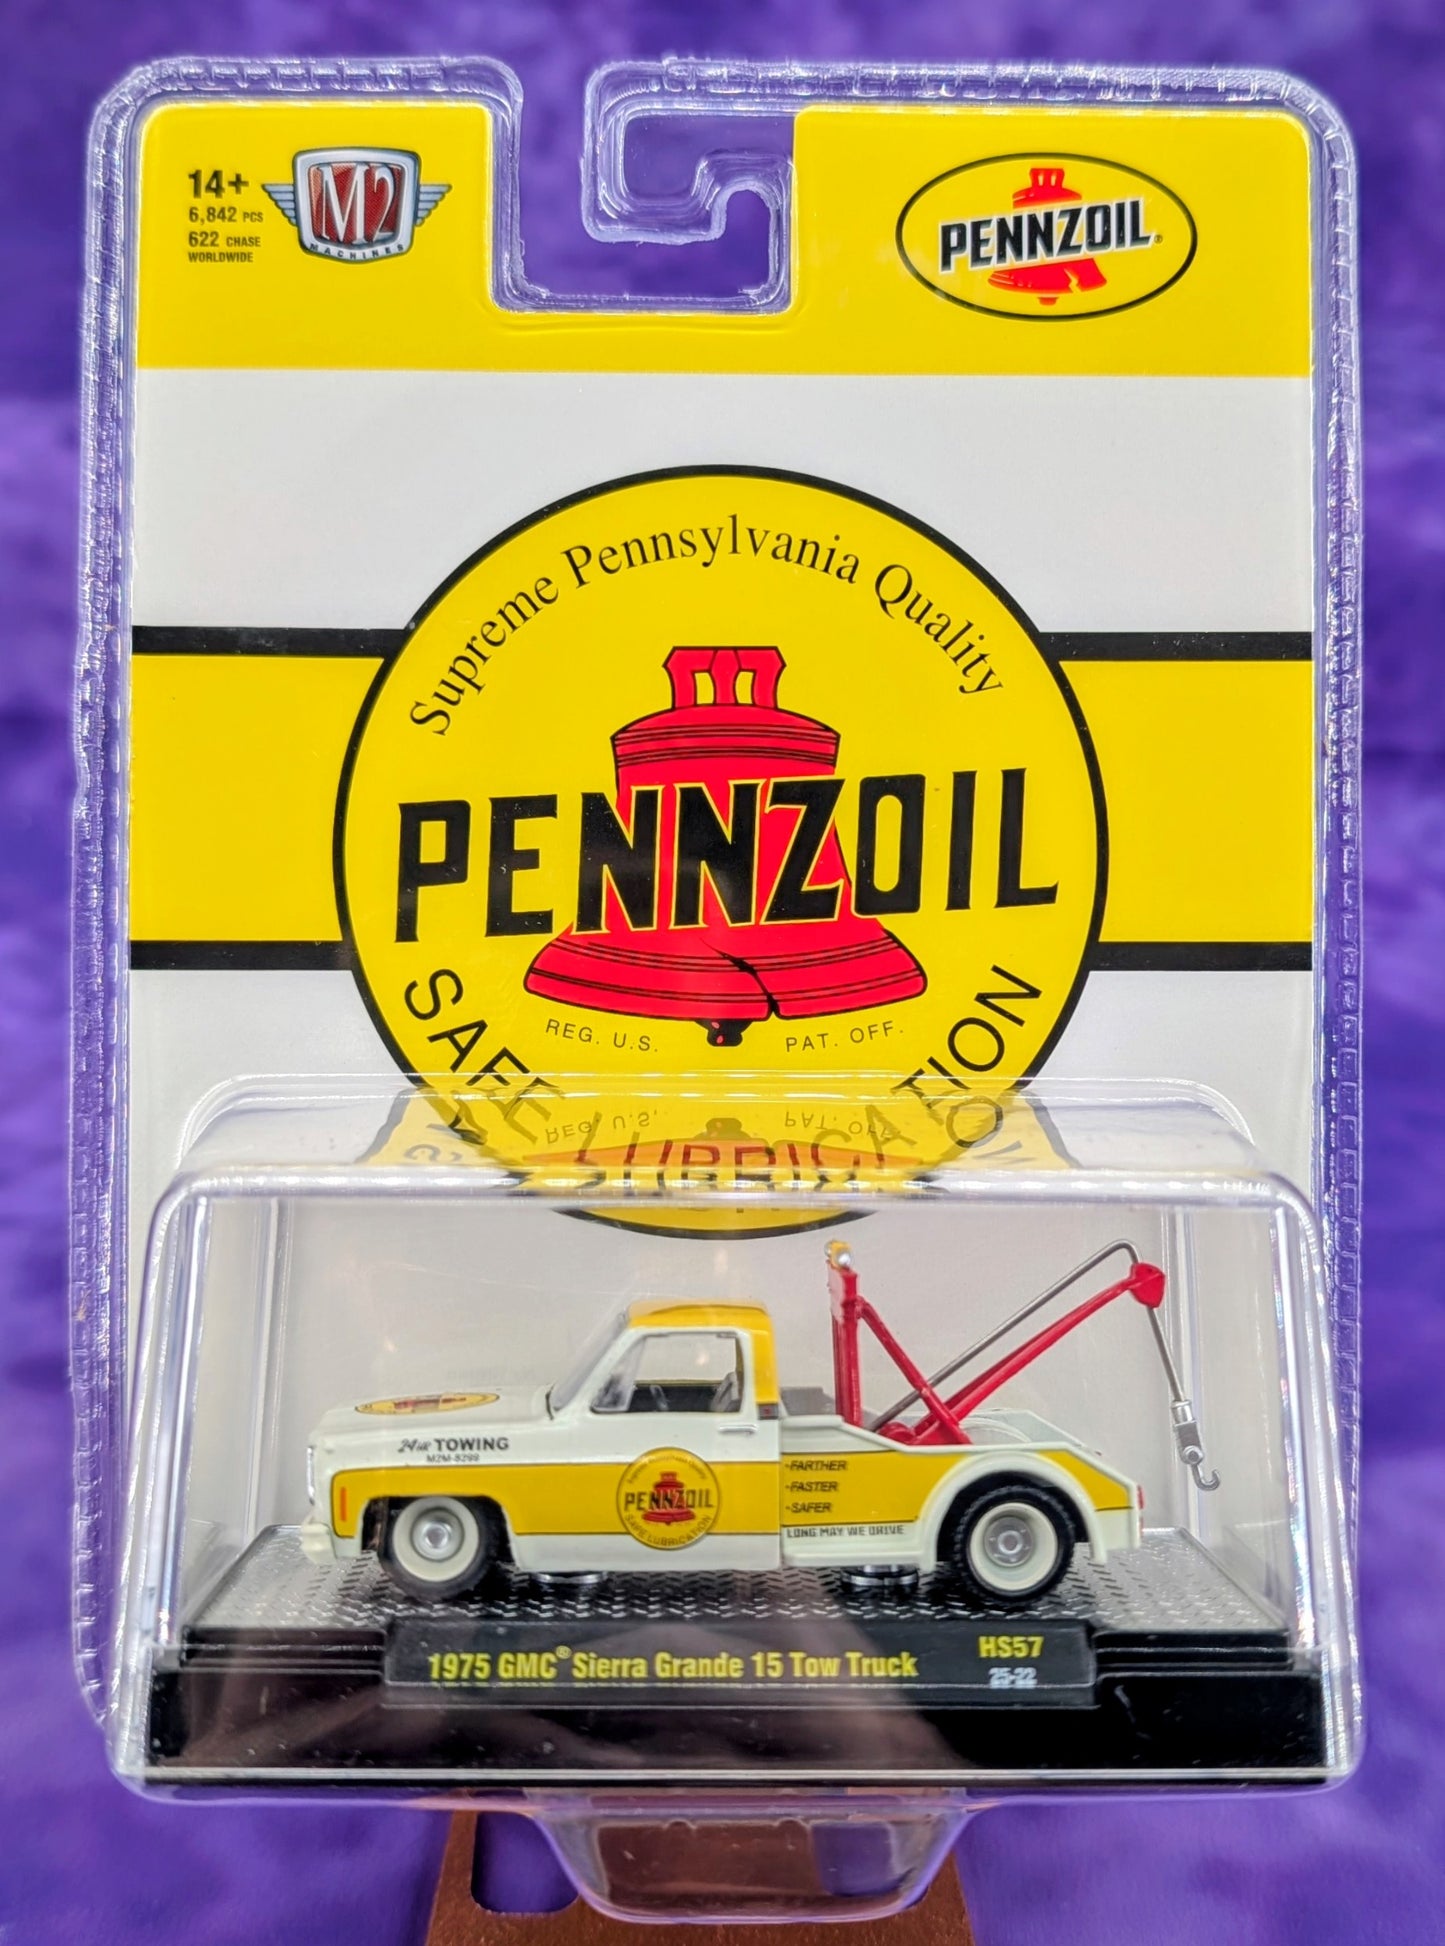 14+
6,842 PCS
622 CHASE
WORLDWIDE
M2
MACHINES
PENNZOIL®
Supreme Pennsylvania Quality
PENNZOIL
REG. U.S. PAT. OFF.
SAFE LUBRICATION
24 HR TOWING
PENNZOIL
SAFE LUBRICATION
-FARTHER
-FASTER
-SAFER
LONG MAY WE DRIVE
1975 GMC® Sierra Grande 15 Tow Truck
HS57
25-22